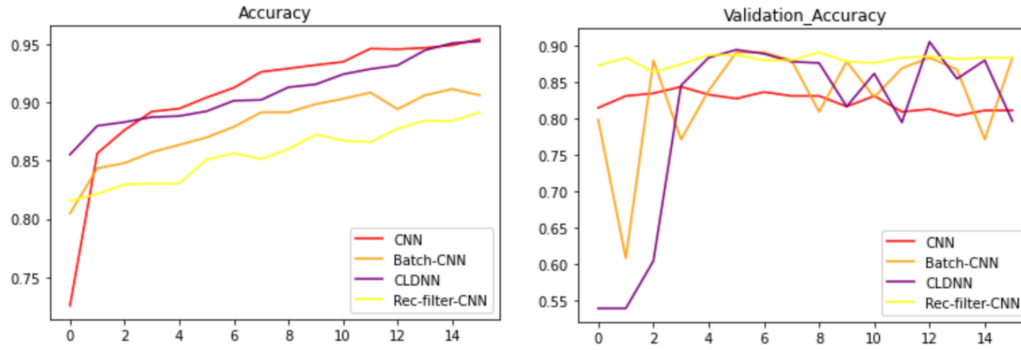 Accuracy
0.95
0.90
0.85
0.80
0.75
CNN
Batch-CNN
CLDNN
Rec-filter-CNN
0 2 4 6 8 10 12 14
Validation_Accuracy
0.90
0.85
0.80
0.75
0.70
0.65
0.60
0.55
CNN
Batch-CNN
CLDNN
Rec-filter-CNN
0 2 4 6 8 10 12 14